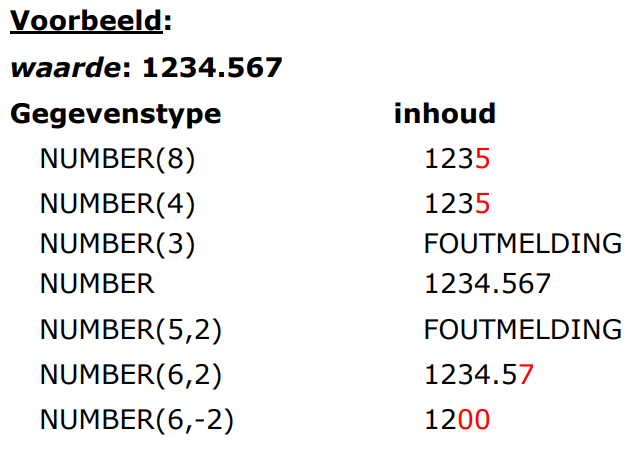 Voorbeeld:
waarde: 1234.567
Gegevenstype inhoud
NUMBER(8) 1235
NUMBER(4) 1235
NUMBER(3) FOUTMELDING
NUMBER 1234.567
NUMBER(5,2) FOUTMELDING
NUMBER(6,2) 1234.57
NUMBER(6,-2) 1200